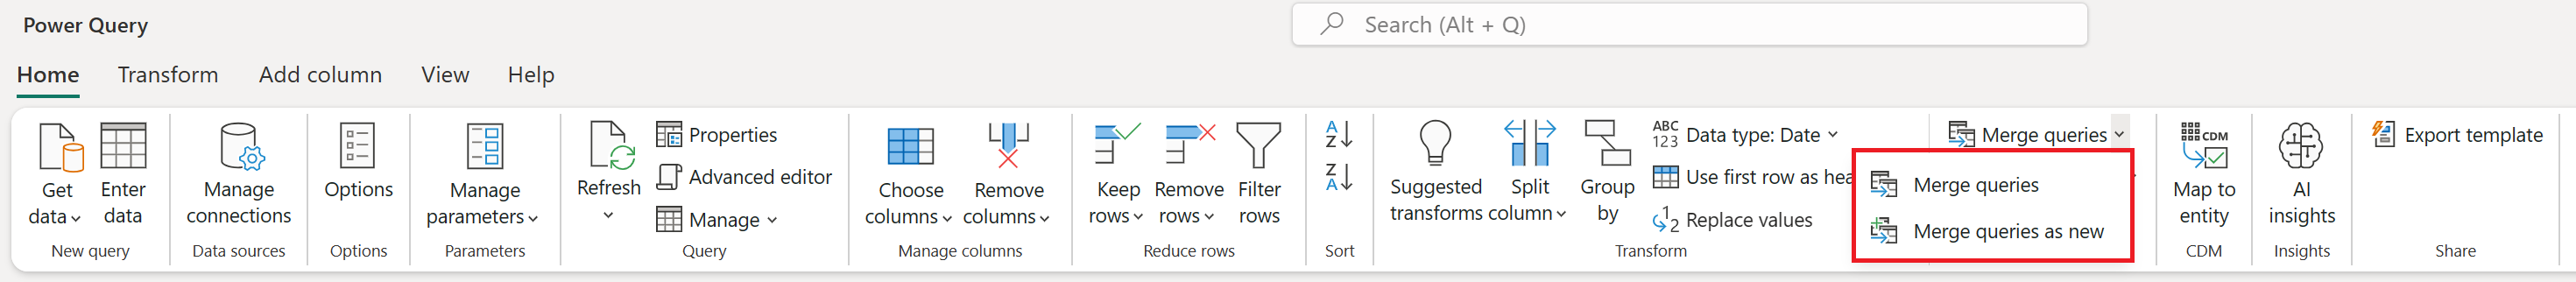 Power Query
Search (Alt + Q)
Home Transform Add column View Help
Get
data
Enter
data
New query
Manage
connections
Data sources
Options
Options
Manage
parameters
Parameters
Refresh
Properties
Advanced editor
Manage
Query
Choose
columns
Remove
columns
Manage columns
Keep
rows
Remove
rows
Filter
rows
Reduce rows
A
Z
Z
A
Sort
Suggested
transforms
Split
column
Group
by
ABC
123
Data type: Date
Use first row as hea
1
2
Replace values
Transform
Merge queries
Merge queries
Merge queries as new
CDM
Map to
entity
CDM
AI
insights
Insights
Export template
Share